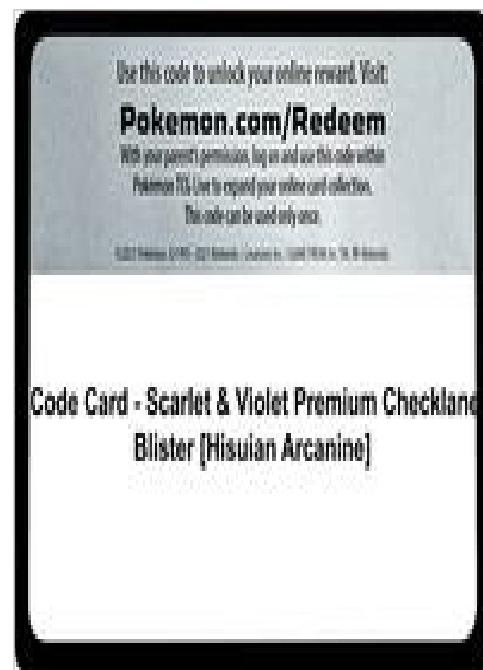 Use this code to unlock your online reward. Visit
Pokemon.com/Redeem
With your parent's permission, log on and use this code within
Pokémon TCG Live to expand your online card collection.
This code can be used only once.
Code Card - Scarlet & Violet Premium Checklane
Blister [Hisuian Arcanine]